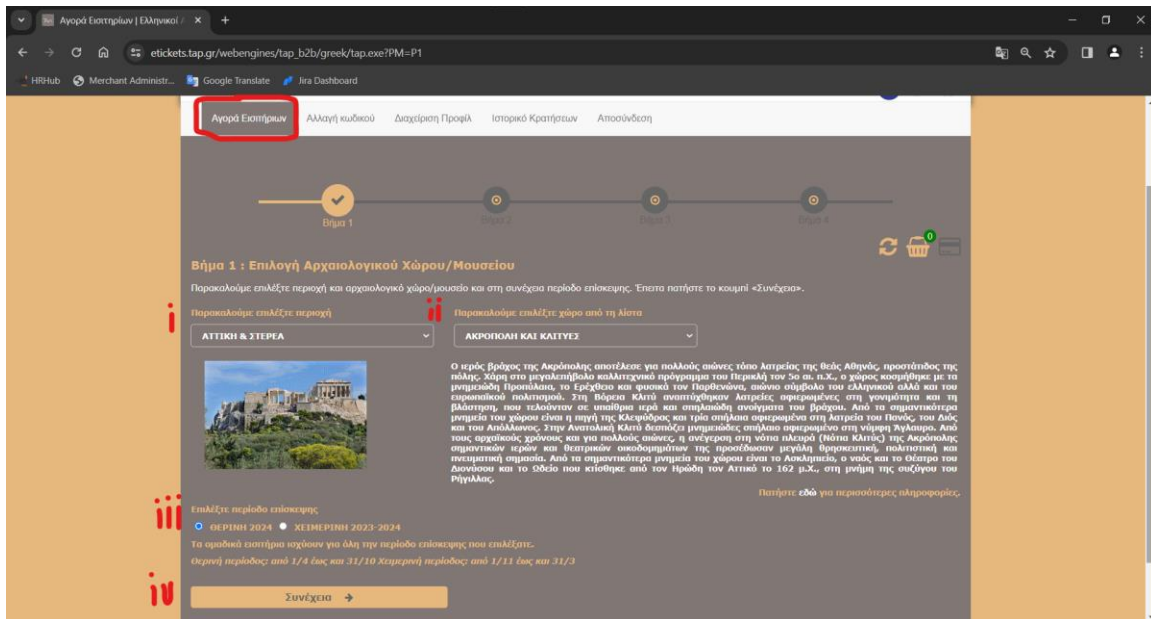 Αγορά Εισιτηρίων | Ελληνικοί
etickets.tap.gr/webengines/tap_b2b/greek/tap.exe?PM=P1
HRHub Merchant Administr... Google Translate Jira Dashboard
Αγορά Εισιτήριων Αλλαγή κωδικού Διαχείριση Προφίλ Ιστορικό Κρατήσεων Αποσύνδεση
Βήμα 1 Βήμα 2 Βήμα 3 Βήμα 4
0
Βήμα 1 : Επιλογή Αρχαιολογικού Χώρου/Μουσείου
Παρακαλούμε επιλέξτε περιοχή και αρχαιολογικό χώρο/μουσείο και στη συνέχεια περίοδο επίσκεψης. Έπειτα πατήστε το κουμπί «Συνέχεια».
i Παρακαλούμε επιλέξτε περιοχή ii Παρακαλούμε επιλέξτε χώρο από τη λίστα
ΑΤΤΙΚΗ & ΣΤΕΡΕΑ ΑΚΡΟΠΟΛΗ ΚΑΙ ΚΛΙΤΥΕΣ
Ο ιερός βράχος της Ακρόπολης αποτέλεσε για πολλούς αιώνες τόπο λατρείας της θεάς Αθηνάς, προστάτιδος της
πόλης. Χάρη στο μεγαλεπήβολο καλλιτεχνικό πρόγραμμα του Περικλή τον 5ο αι. π.Χ., ο χώρος κοσμήθηκε με τα
μνημειώδη Προπύλαια, το Ερέχθειο και φυσικά τον Παρθενώνα, αιώνιο σύμβολο του ελληνικού αλλά και του
ευρωπαϊκού πολιτισμού. Στη Βόρεια Κλιτύ αναπτύχθηκαν λατρείες αφιερωμένες στη γονιμότητα και τη
βλάστηση, που τελούνταν σε υπαίθρια ιερά και σπηλαιώδη ανοίγματα του βράχου. Από τα σημαντικότερα
μνημεία του χώρου είναι η πηγή της Κλεψύδρας και τρία σπήλαια αφιερωμένα στη λατρεία του Πανός, του Διός
και του Απόλλωνος. Στην Ανατολική Κλιτύ δεσπόζει μνημειώδες σπήλαιο αφιερωμένο στη νύμφη Άγλαυρο. Από
τους αρχαϊκούς χρόνους και για πολλούς αιώνες, η ανέγερση στη νότια πλευρά (Νότια Κλιτύς) της Ακρόπολης
σημαντικών ιερών και θεατρικών οικοδομημάτων της προσέδωσαν μεγάλη θρησκευτική, πολιτιστική και
πνευματική σημασία. Από τα σημαντικότερα μνημεία του χώρου είναι το Ασκληπιείο, ο ναός και το Θέατρο του
Διονύσου και το Ωδείο που κτίσθηκε από τον Ηρώδη τον Αττικό το 162 μ.Χ., στη μνήμη της συζύγου του
Ρήγιλλας.
Πατήστε εδώ για περισσότερες πληροφορίες.
iii Επιλέξτε περίοδο επίσκεψης
ΘΕΡΙΝΗ 2024 ΧΕΙΜΕΡΙΝΗ 2023-2024
Τα ομαδικά εισιτήρια ισχύουν για όλη την περίοδο επίσκεψης που επιλέξατε.
Θερινή περίοδος: από 1/4 έως και 31/10 Χειμερινή περίοδος: από 1/11 έως και 31/3
iv Συνέχεια